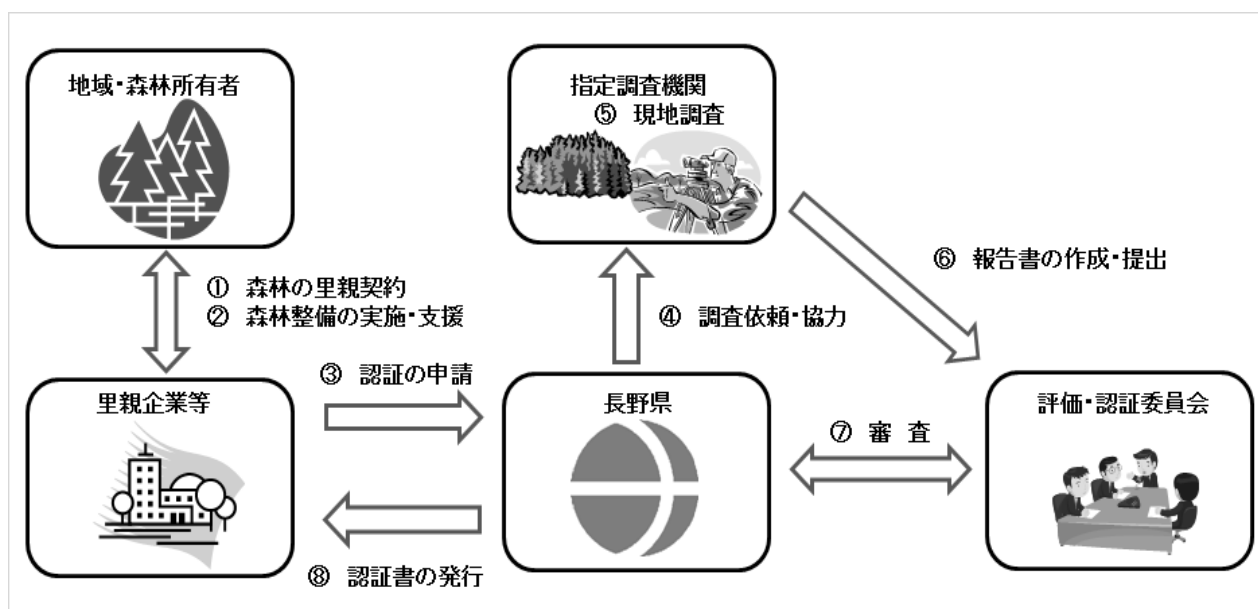 地域・森林所有者
指定調査機関
⑤ 現地調査
⑥ 報告書の作成・提出
① 森林の里親契約
② 森林整備の実施・支援
④ 調査依頼・協力
③ 認証の申請
里親企業等
長野県
評価・認証委員会
⑦ 審 査
⑧ 認証書の発行